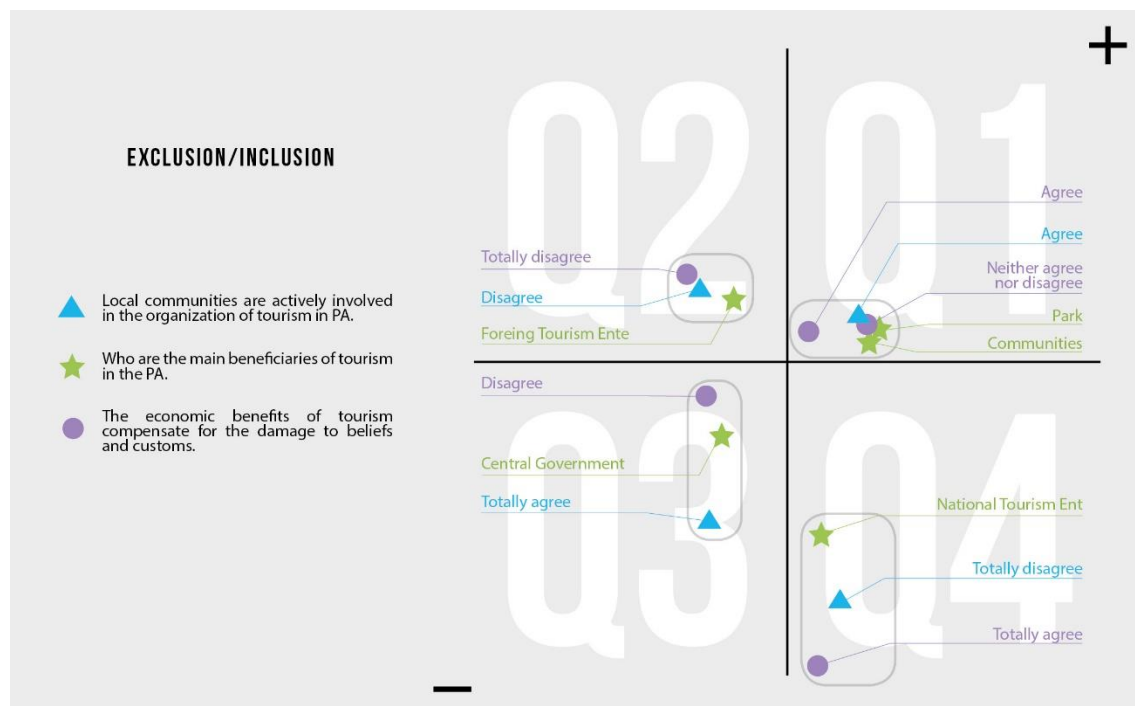 EXCLUSION/INCLUSION
Local communities are actively involved
in the organization of tourism in PA.
Who are the main beneficiaries of tourism
in the PA.
The economic benefits of tourism
compensate for the damage to beliefs
and customs.
+
Q2
Totally disagree
Disagree
Foreing Tourism Ente
Q1
Agree
Agree
Neither agree
nor disagree
Park
Communities
Q3
Disagree
Central Government
Totally agree
Q4
National Tourism Ent
Totally disagree
Totally agree
—